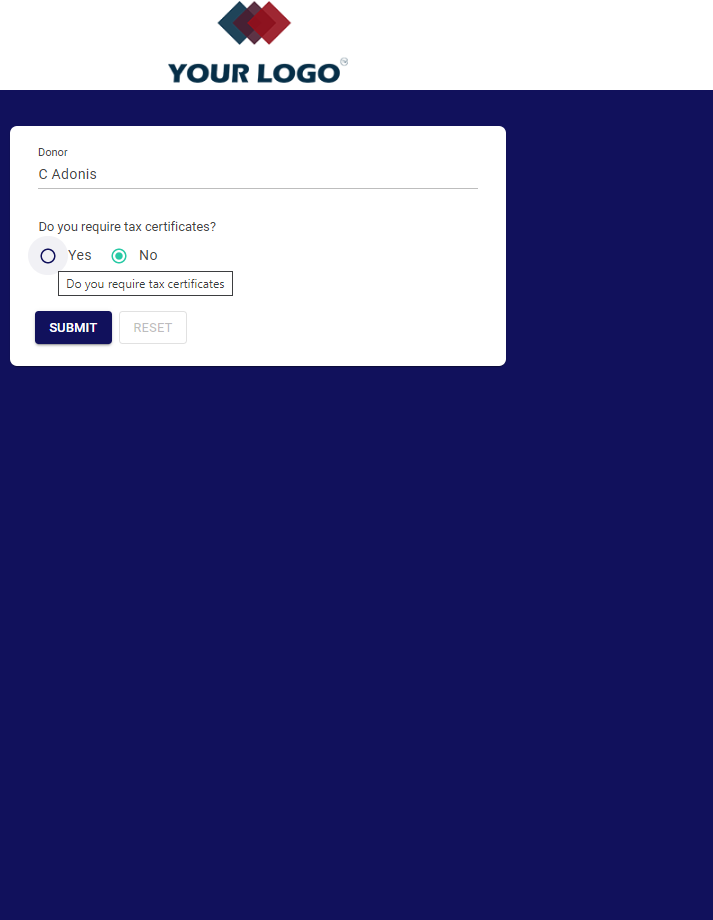 YOUR LOGO
Donor
C Adonis
Do you require tax certificates?
Yes No
Do you require tax certificates
SUBMIT RESET